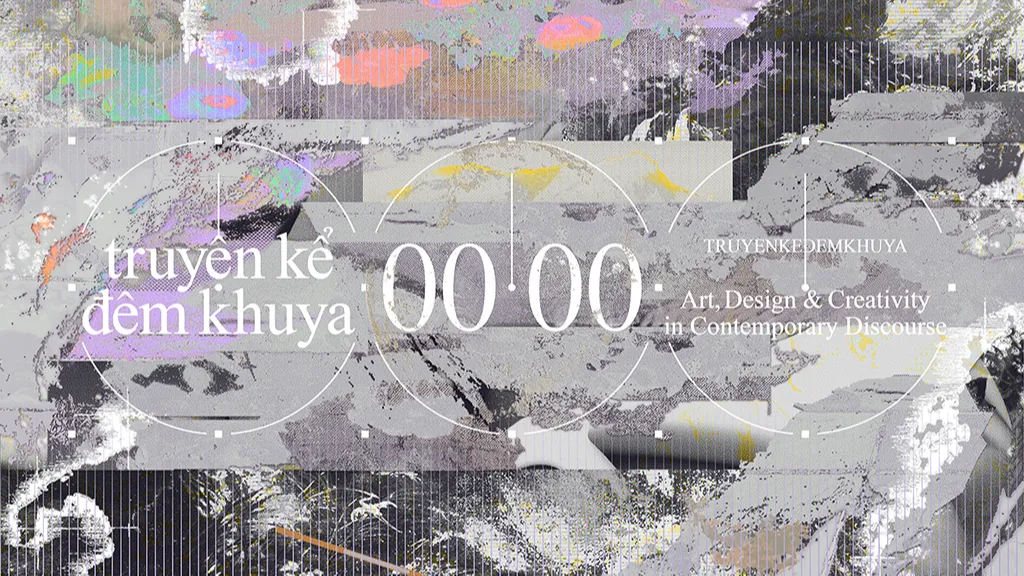 truyện kể
đêm khuya
00 00
TRUYENKEDEMKHUYA
Art, Design & Creativity
in Contemporary Discourse